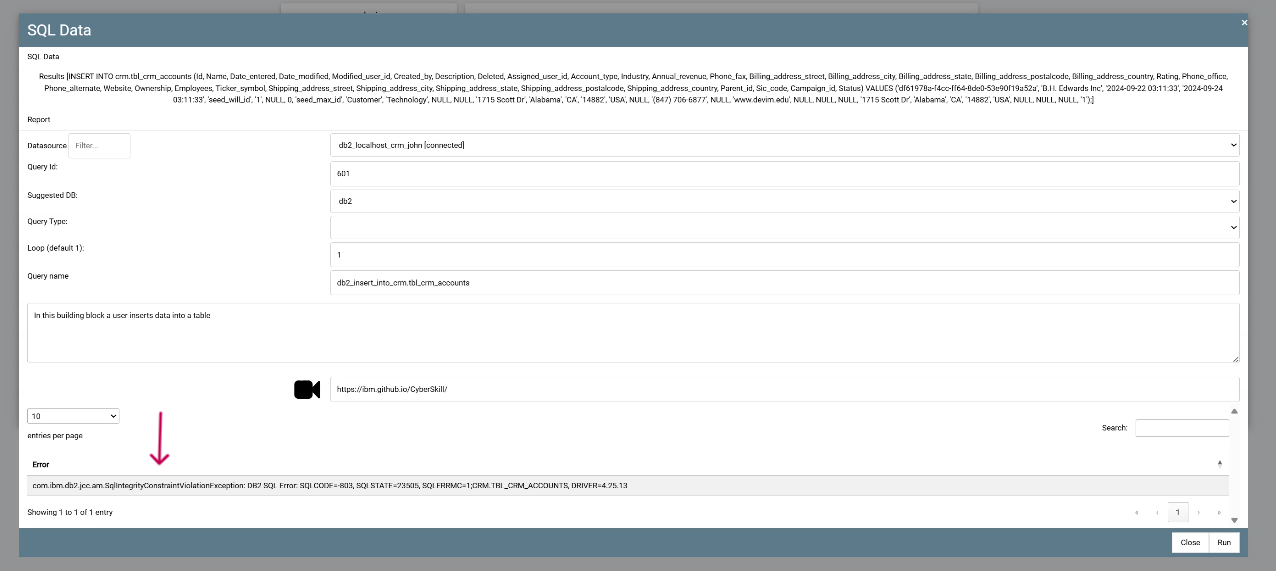 SQL Data
×
SQL Data
Results [INSERT INTO crm.tbl_crm_accounts (Id, Name, Date_entered, Date_modified, Modified_user_id, Created_by, Description, Deleted, Assigned_user_id, Account_type, Industry, Annual_revenue, Phone_fax, Billing_address_street, Billing_address_city, Billing_address_state, Billing_address_postalcode, Billing_address_country, Rating, Phone_office,
Phone_alternate, Website, Ownership, Employees, Ticker_symbol, Shipping_address_street, Shipping_address_city, Shipping_address_state, Shipping_address_postalcode, Shipping_address_country, Parent_id, Sic_code, Campaign_id, Status) VALUES ('df61978a-f4cc-ff64-8de0-53e90f19a52a', 'B.H. Edwards Inc', '2024-09-22 03:11:33', '2024-09-24
03:11:33', 'seed_will_id', '1', NULL, 0, 'seed_max_id', 'Customer', 'Technology', NULL, NULL, '1715 Scott Dr', 'Alabama', 'CA', '14882', 'USA', NULL, '(847) 706-6877', NULL, 'www.devim.edu', NULL, NULL, NULL, '1715 Scott Dr', 'Alabama', 'CA', '14882', 'USA', NULL, NULL, NULL, '1');]
Report
Datasource Filter... db2_localhost_crm_john [connected]
Query Id: 601
Suggested DB: db2
Query Type:
Loop (default 1): 1
Query name db2_insert_into_crm.tbl_crm_accounts
In this building block a user inserts data into a table
https://ibm.github.io/CyberSkill/
10
entries per page
Search:
Error
com.ibm.db2.jcc.am.SqlIntegrityConstraintViolationException: DB2 SQL Error: SQLCODE=-803, SQLSTATE=23505, SQLERRMC=1;CRM.TBL_CRM_ACCOUNTS, DRIVER=4.25.13
Showing 1 to 1 of 1 entry
« ‹ 1 › »
Close Run